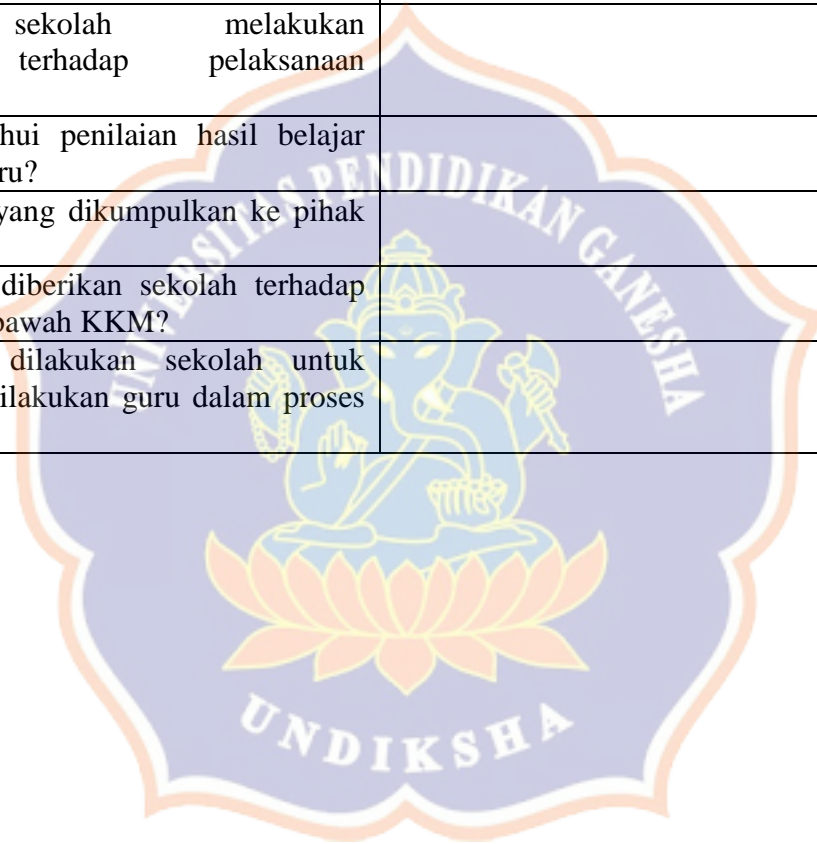 sekolah melakukan
terhadap pelaksanaan
hui penilaian hasil belajar
ru?
yang dikumpulkan ke pihak
diberikan sekolah terhadap
bawah KKM?
dilakukan sekolah untuk
ilakukan guru dalam proses
UNIVERSITAS PENDIDIKAN GANESHA
UNDIKSHA